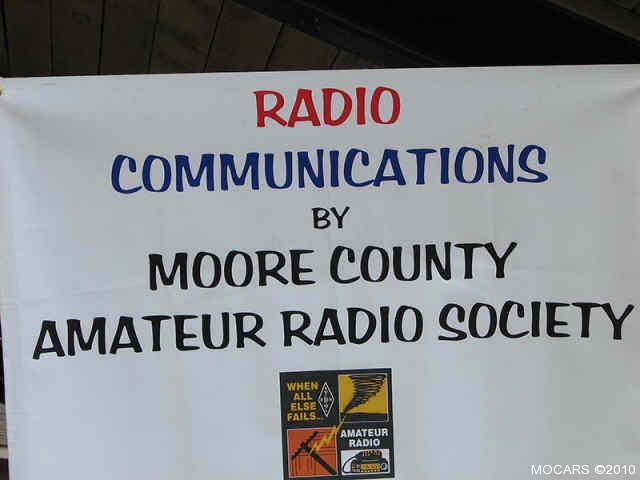 RADIO
COMMUNICATIONS
BY
MOORE COUNTY
AMATEUR RADIO SOCIETY
WHEN
ALL
ELSE
FAILS...
AMATEUR
RADIO
MOCARS ©2010